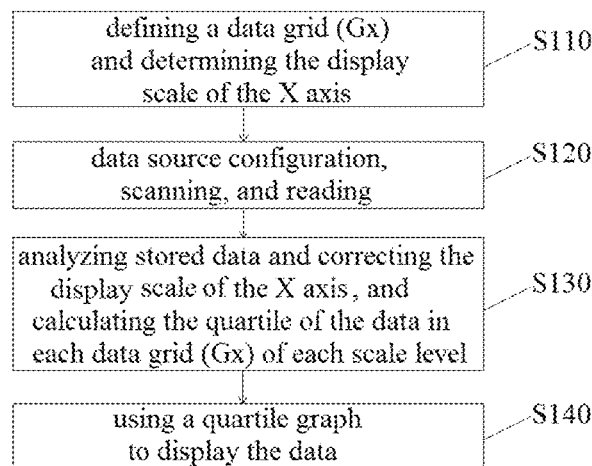 defining a data grid (Gx)
and determining the display
scale of the X axis
S110
data source configuration,
scanning, and reading
S120
analyzing stored data and correcting the
display scale of the X axis, and
calculating the quartile of the data in
each data grid (Gx) of each scale level
S130
using a quartile graph
to display the data
S140